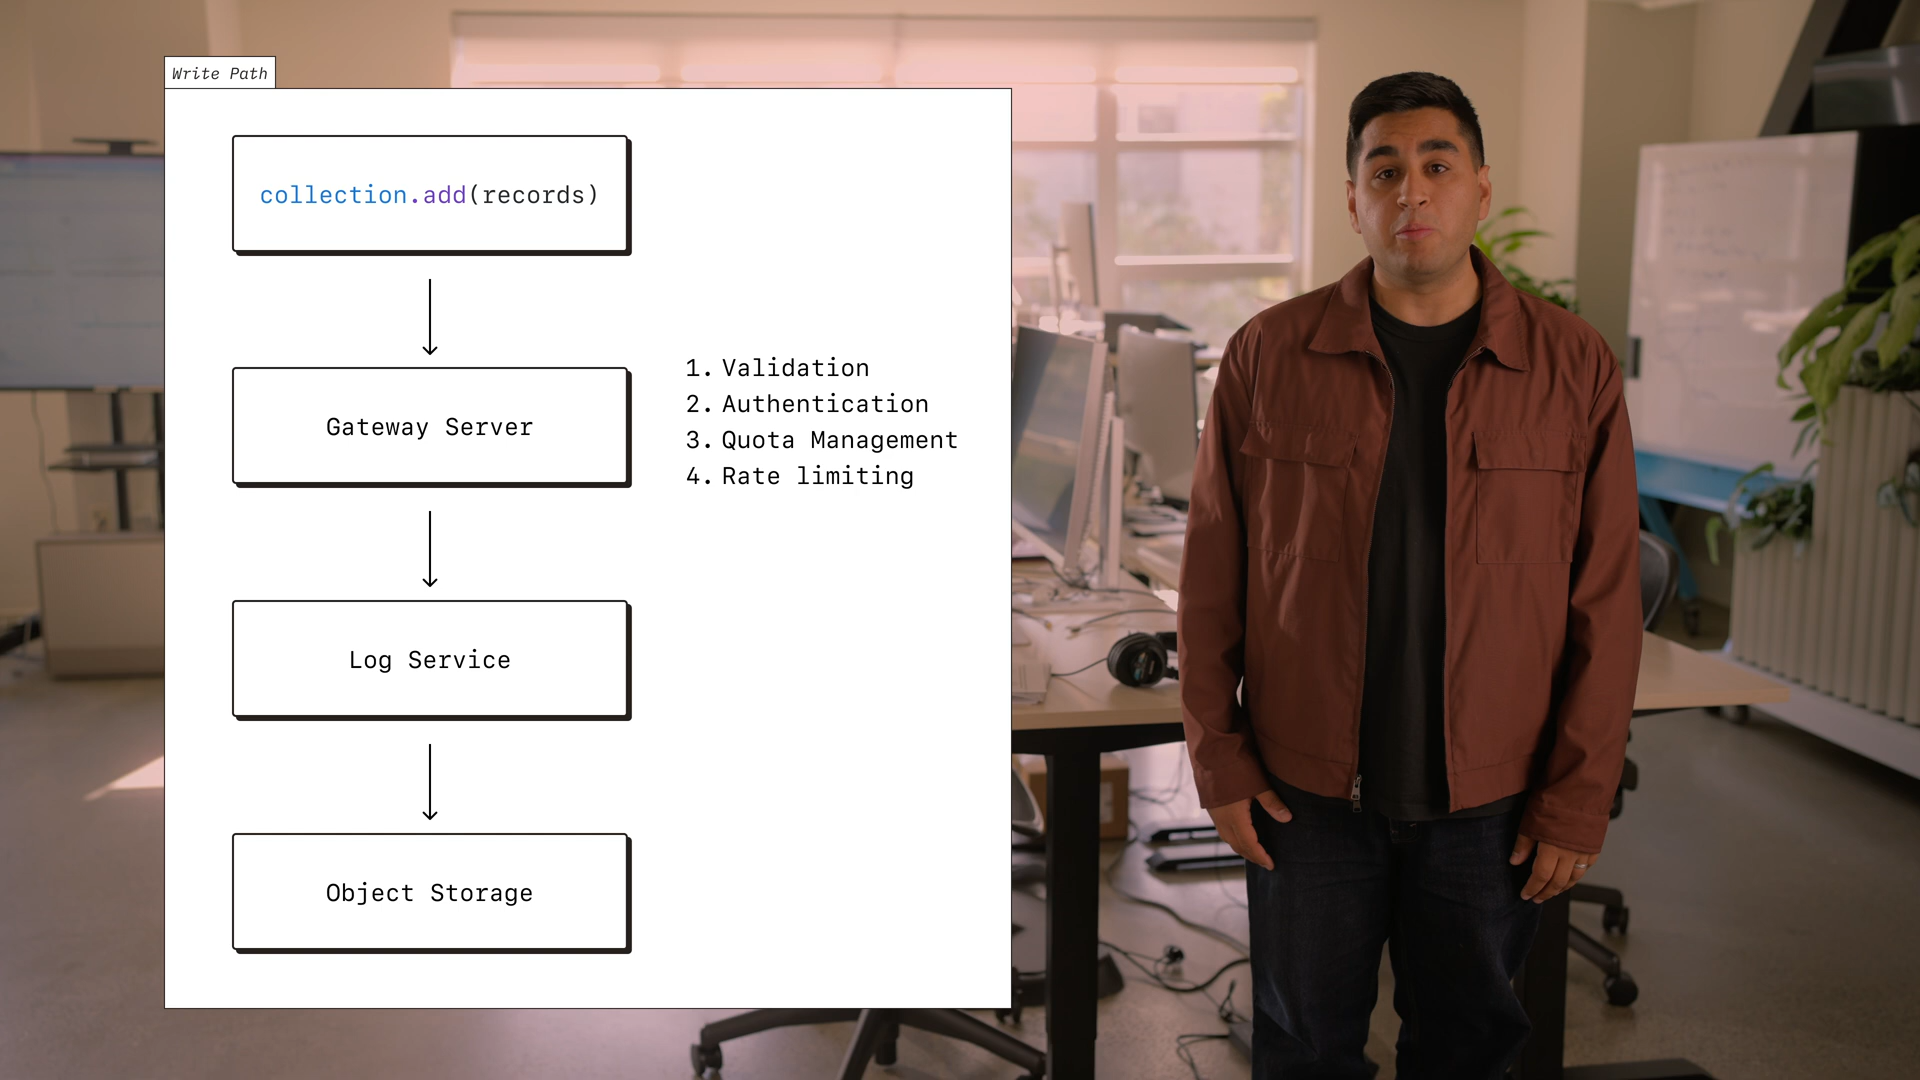 Write Path
collection.add(records)
Gateway Server
1. Validation
2. Authentication
3. Quota Management
4. Rate limiting
Log Service
Object Storage